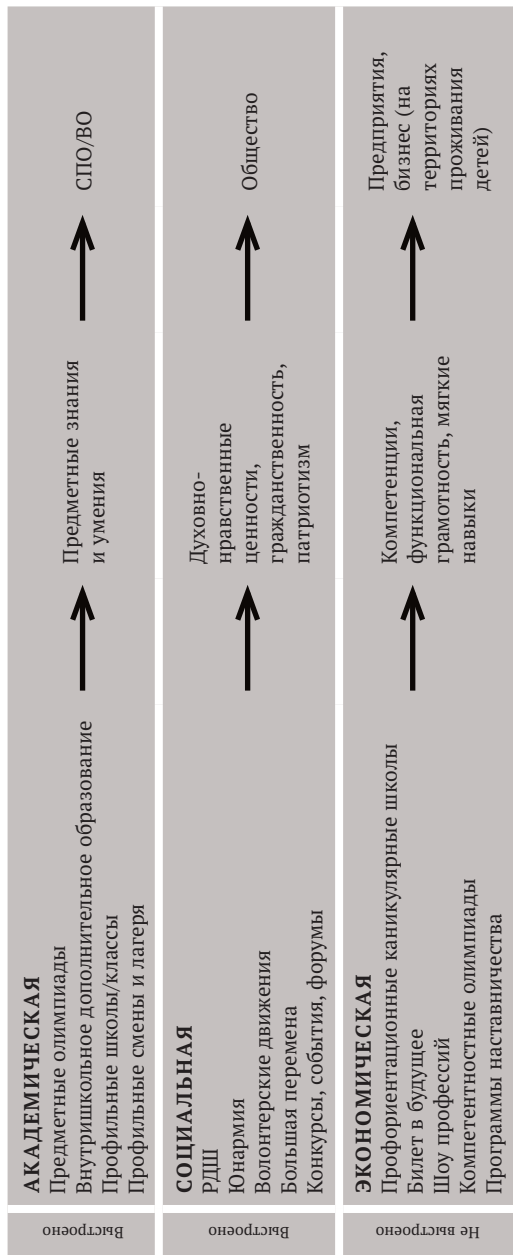 Выстроено
АКАДЕМИЧЕСКАЯ
Предметные олимпиады
Внутришкольное дополнительное образование
Профильные школы/классы
Профильные смены и лагеря
Предметные знания
и умения
СПО/ВО
Выстроено
СОЦИАЛЬНАЯ
РДШ
Юнармия
Волонтерские движения
Большая перемена
Конкурсы, события, форумы
Духовно-
нравственные
ценности,
гражданственность,
патриотизм
Общество
Не выстроено
ЭКОНОМИЧЕСКАЯ
Профориентационные каникулярные школы
Билет в будущее
Шоу профессий
Компетентностные олимпиады
Программы наставничества
Компетенции,
функциональная
грамотность, мягкие
навыки
Предприятия,
бизнес (на
территориях
проживания
детей)